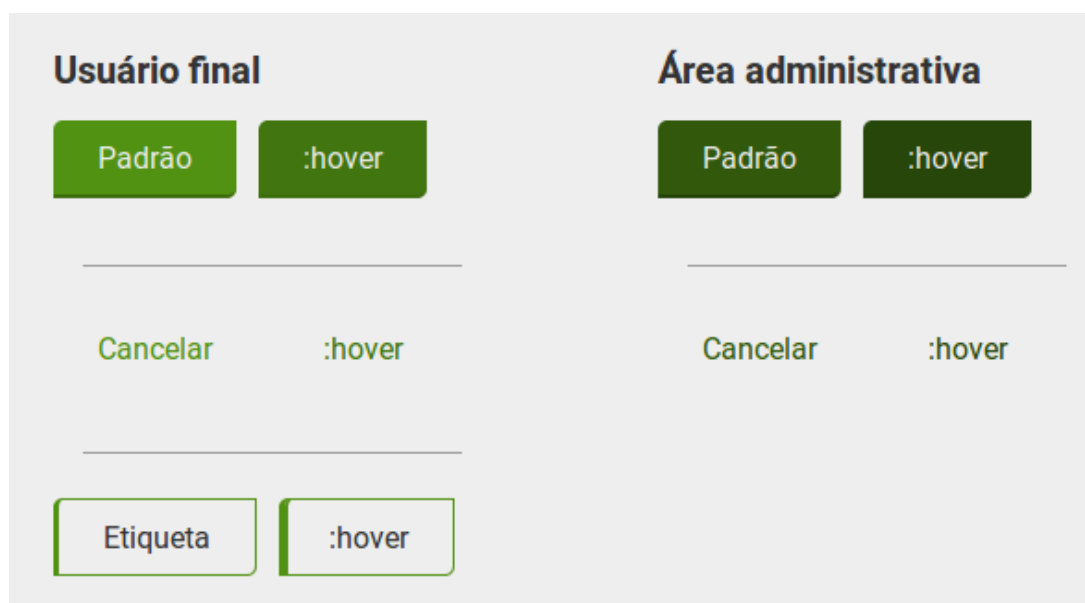 Usuário final
Padrão :hover
Cancelar :hover
Etiqueta :hover
Área administrativa
Padrão :hover
Cancelar :hover